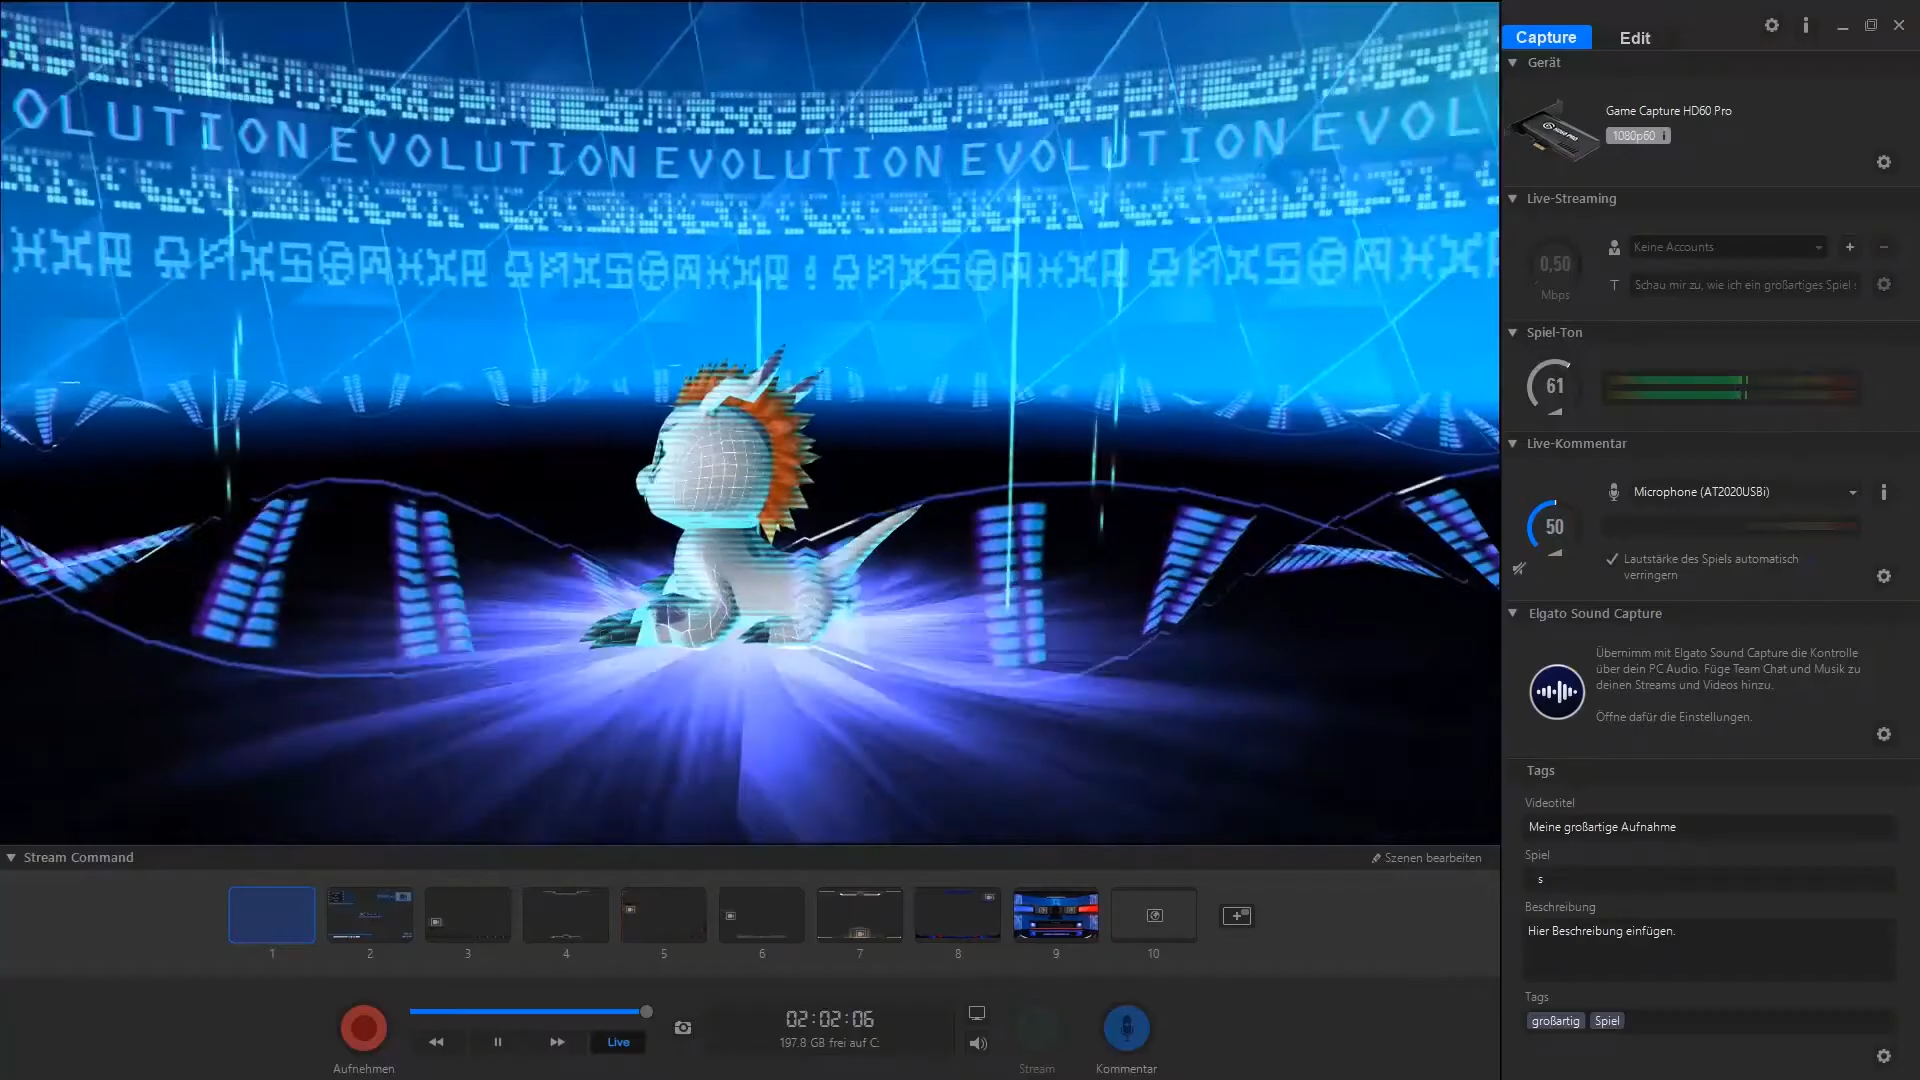 OLUTION EVOLUTION EVOLUTION EVOLUTION EVOL
Capture
Edit
Gerät
Game Capture HD60 Pro
1080p60 i
Live-Streaming
Keine Accounts
0,50
Mbps
T
Schau mir zu, wie ich ein großartiges Spiel s
Spiel-Ton
61
Live-Kommentar
Microphone (AT2020USBi)
50
Lautstärke des Spiels automatisch
verringern
Elgato Sound Capture
Übernimm mit Elgato Sound Capture die Kontrolle
über dein PC Audio. Füge Team Chat und Musik zu
deinen Streams und Videos hinzu.
Öffne dafür die Einstellungen.
Tags
Videotitel
Meine großartige Aufnahme
Spiel
s
Beschreibung
Hier Beschreibung einfügen.
Tags
großartig Spiel
Stream Command
Szenen bearbeiten
1 2 3 4 5 6 7 8 9 10
Aufnehmen
Live
02:02:06
197.8 GB frei auf C:
Stream
Kommentar